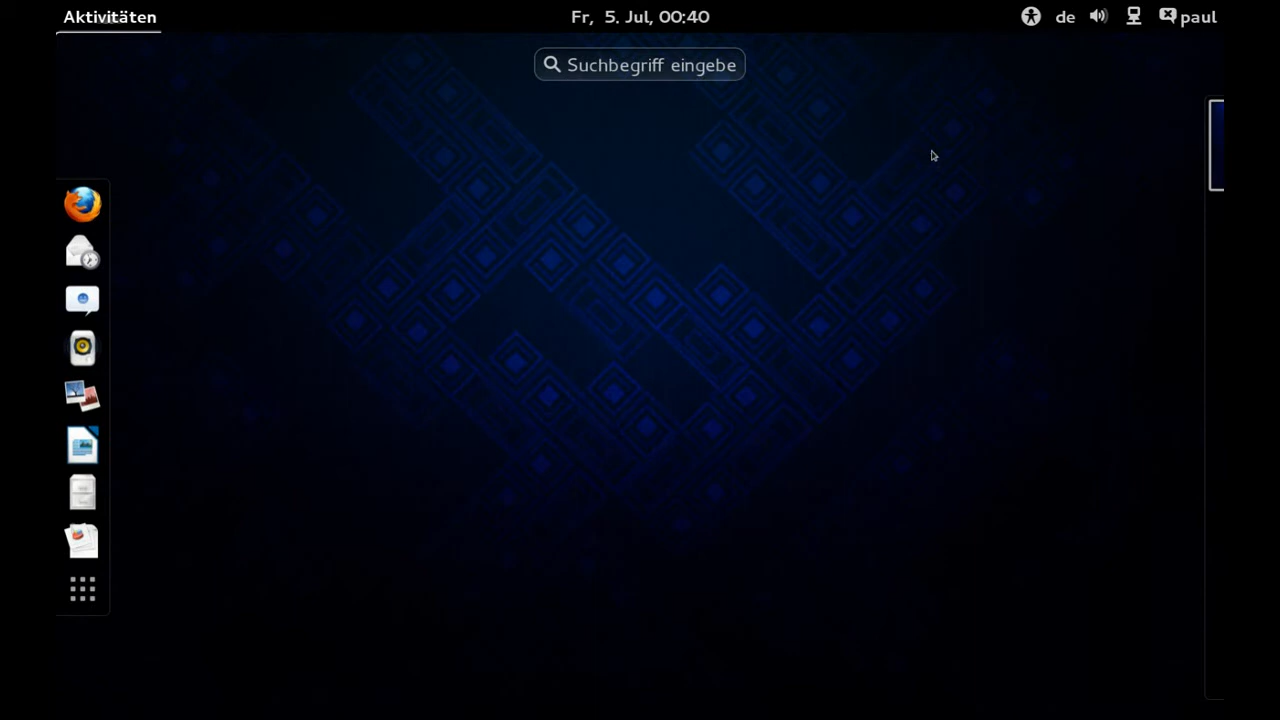 Aktivitäten
Fr, 5. Jul, 00:40
de
paul
Suchbegriff eingebe